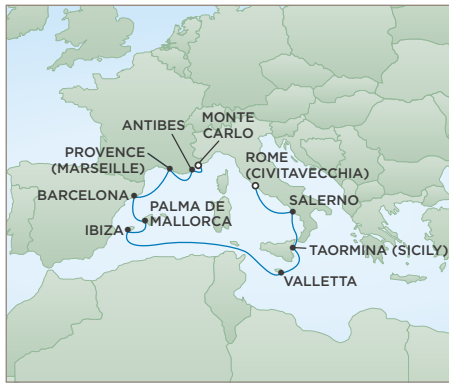 MONTE
CARLO
ANTIBES
PROVENCE
(MARSEILLE)
ROME
(CIVITAVECCHIA)
BARCELONA
PALMA DE
MALLORCA
SALERNO
IBIZA
TAORMINA (SICILY)
VALLETTA